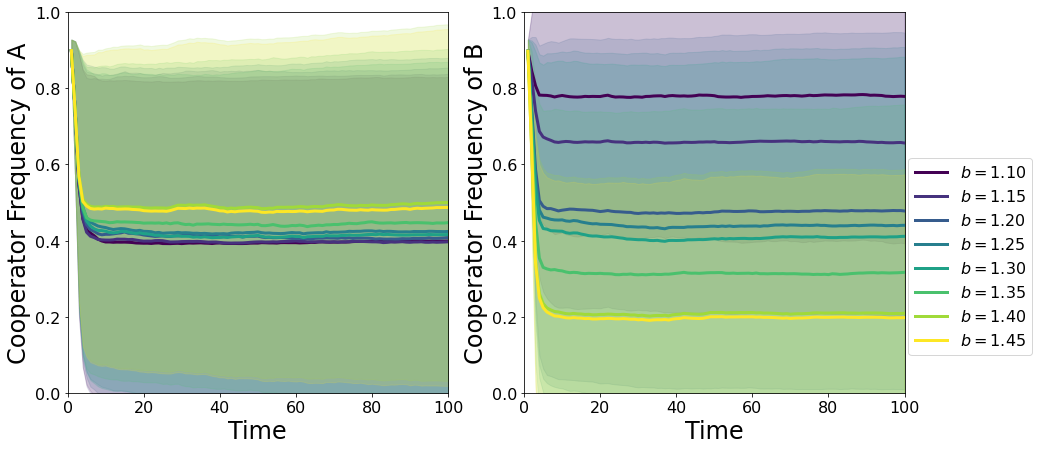 Cooperator Frequency of A
1.0
0.8
0.6
0.4
0.2
0.0
0 20 40 60 80 100
Time
Cooperator Frequency of B
1.0
0.8
0.6
0.4
0.2
0.0
0 20 40 60 80 100
Time
b = 1.10
b = 1.15
b = 1.20
b = 1.25
b = 1.30
b = 1.35
b = 1.40
b = 1.45